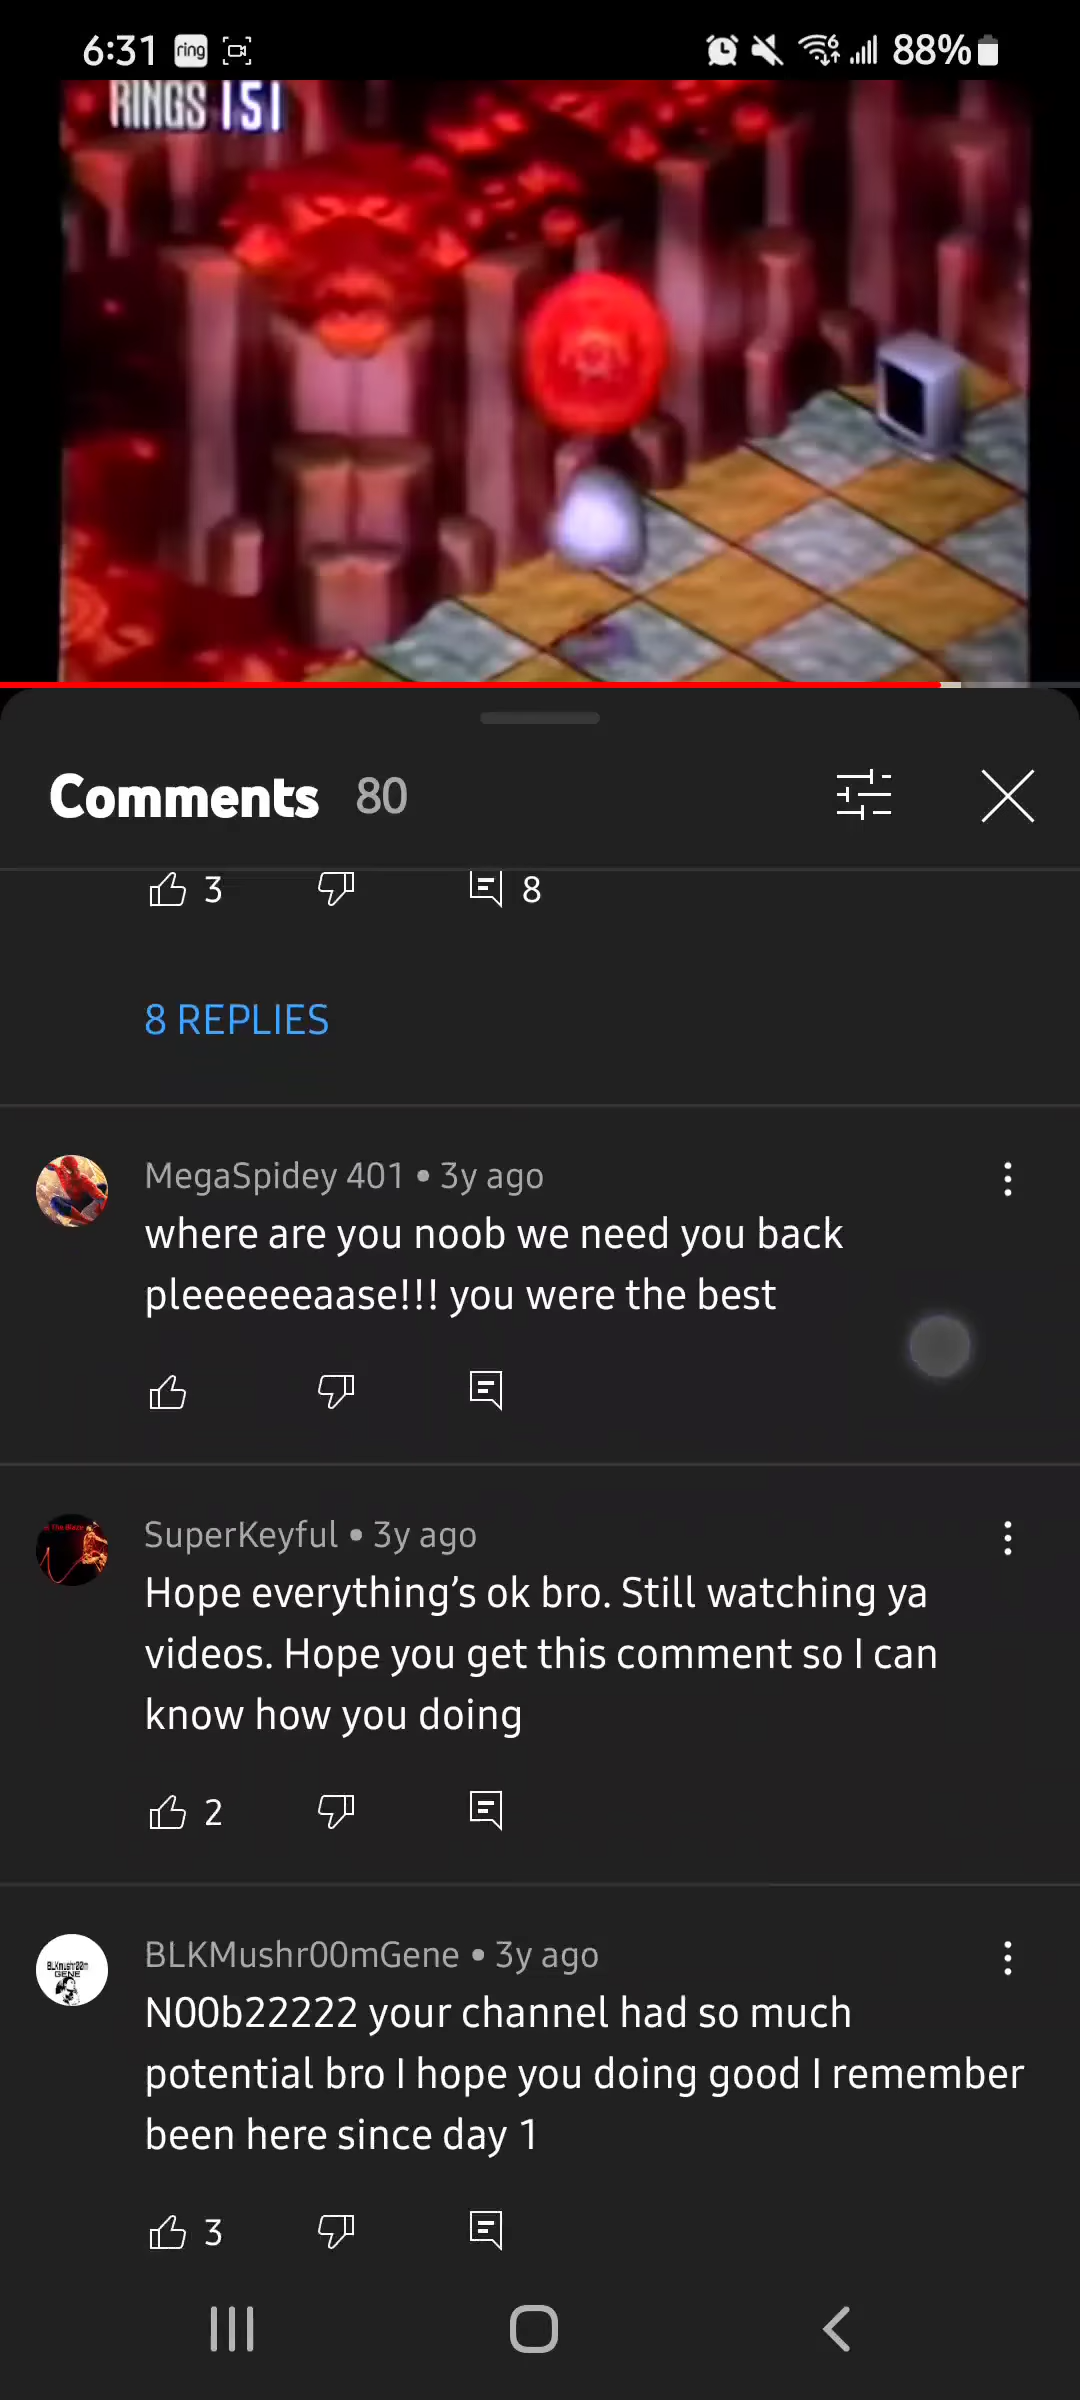 6:31 ring 6 88%
RINGS 151
Comments 80
3 8
8 REPLIES
MegaSpidey 401 • 3y ago
where are you noob we need you back
pleeeeeeaase!!! you were the best
SuperKeyful • 3y ago
Hope everything’s ok bro. Still watching ya
videos. Hope you get this comment so I can
know how you doing
2
BLKMushr00mGene • 3y ago
N00b22222 your channel had so much
potential bro I hope you doing good I remember
been here since day 1
3